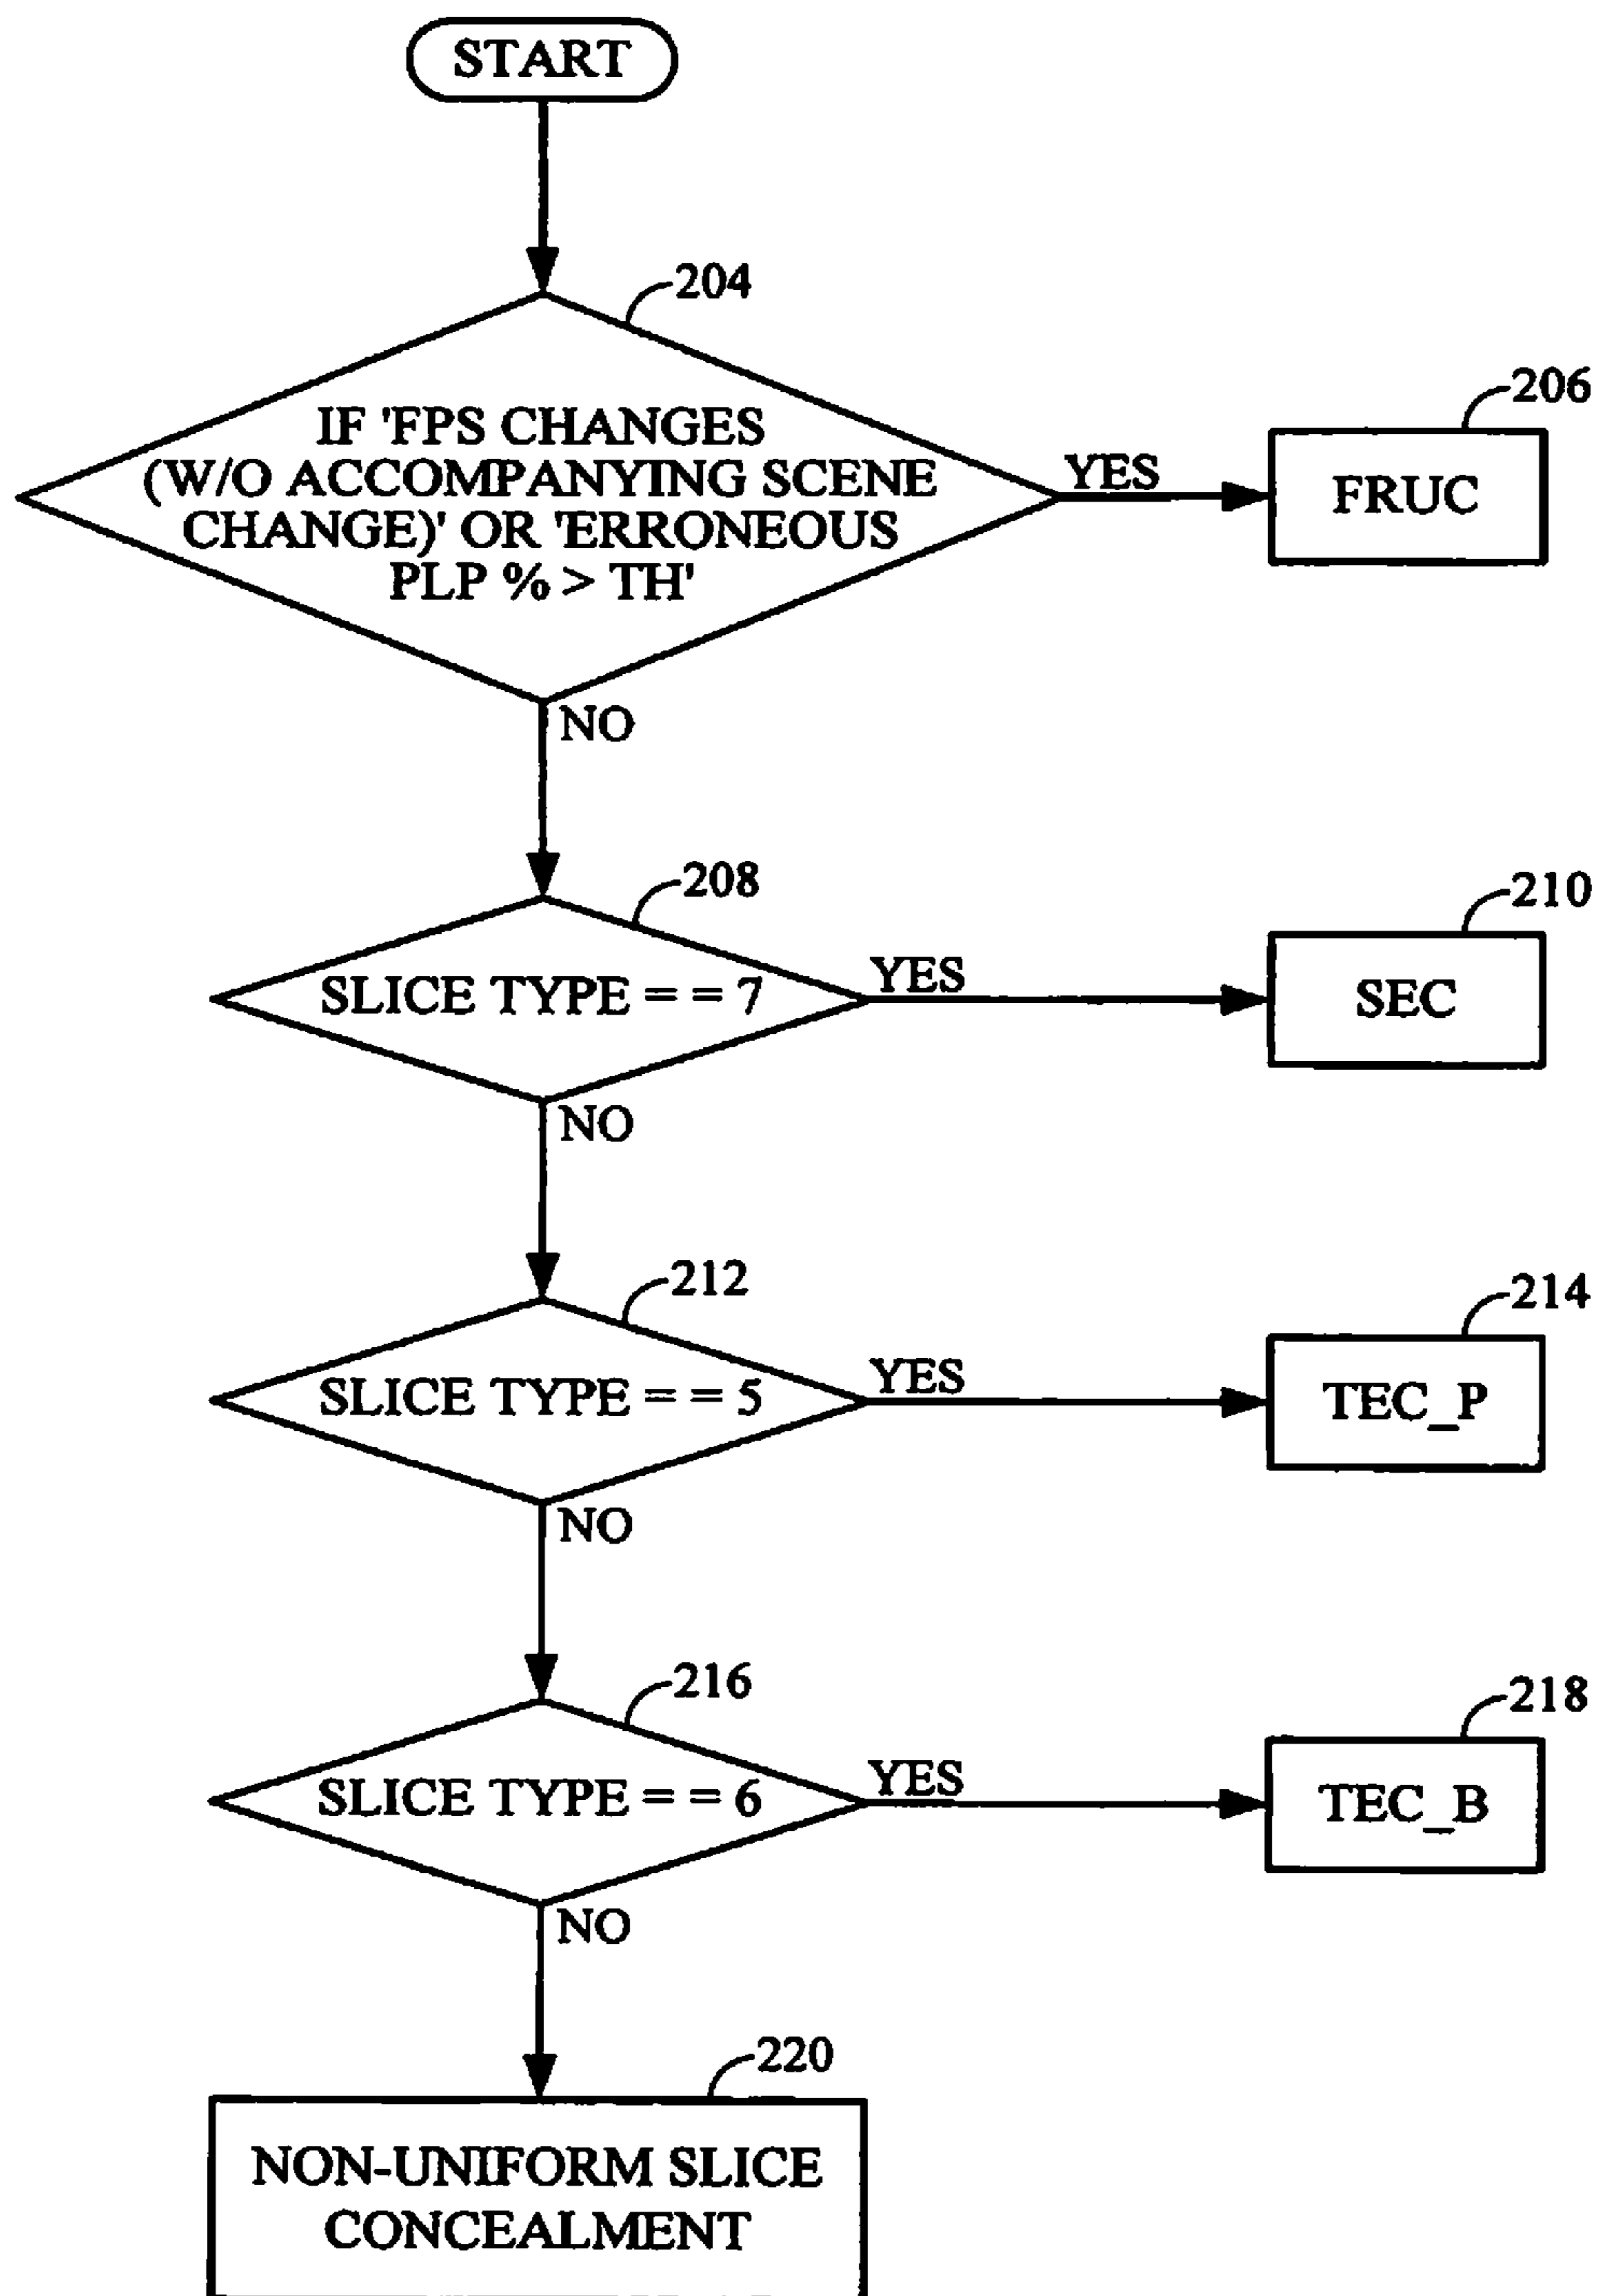 START
204
IF 'FPS CHANGES
(W/O ACCOMPANYING SCENE
CHANGE)' OR 'ERRONEOUS
PLP % > TH'
YES
206
FRUC
NO
208
SLICE TYPE = = 7
YES
210
SEC
NO
212
SLICE TYPE = = 5
YES
214
TEC_P
NO
216
SLICE TYPE = = 6
YES
218
TEC_B
NO
220
NON-UNIFORM SLICE
CONCEALMENT